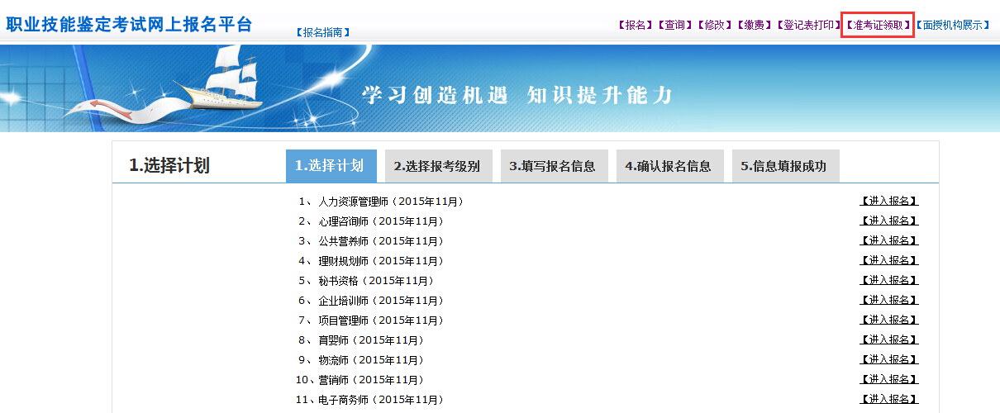 职业技能鉴定考试网上报名平台 【报名指南】 【报名】【查询】【修改】【缴费】【登记表打印】【准考证领取】【面授机构展示】
学习创造机遇 知识提升能力
1.选择计划 1.选择计划 2.选择报考级别 3.填写报名信息 4.确认报名信息 5.信息填报成功
1、人力资源管理师（2015年11月） 【进入报名】
2、心理咨询师（2015年11月） 【进入报名】
3、公共营养师（2015年11月） 【进入报名】
4、理财规划师（2015年11月） 【进入报名】
5、秘书资格（2015年11月） 【进入报名】
6、企业培训师（2015年11月） 【进入报名】
7、项目管理师（2015年11月） 【进入报名】
8、育婴师（2015年11月） 【进入报名】
9、物流师（2015年11月） 【进入报名】
10、营销师（2015年11月） 【进入报名】
11、电子商务师（2015年11月） 【进入报名】